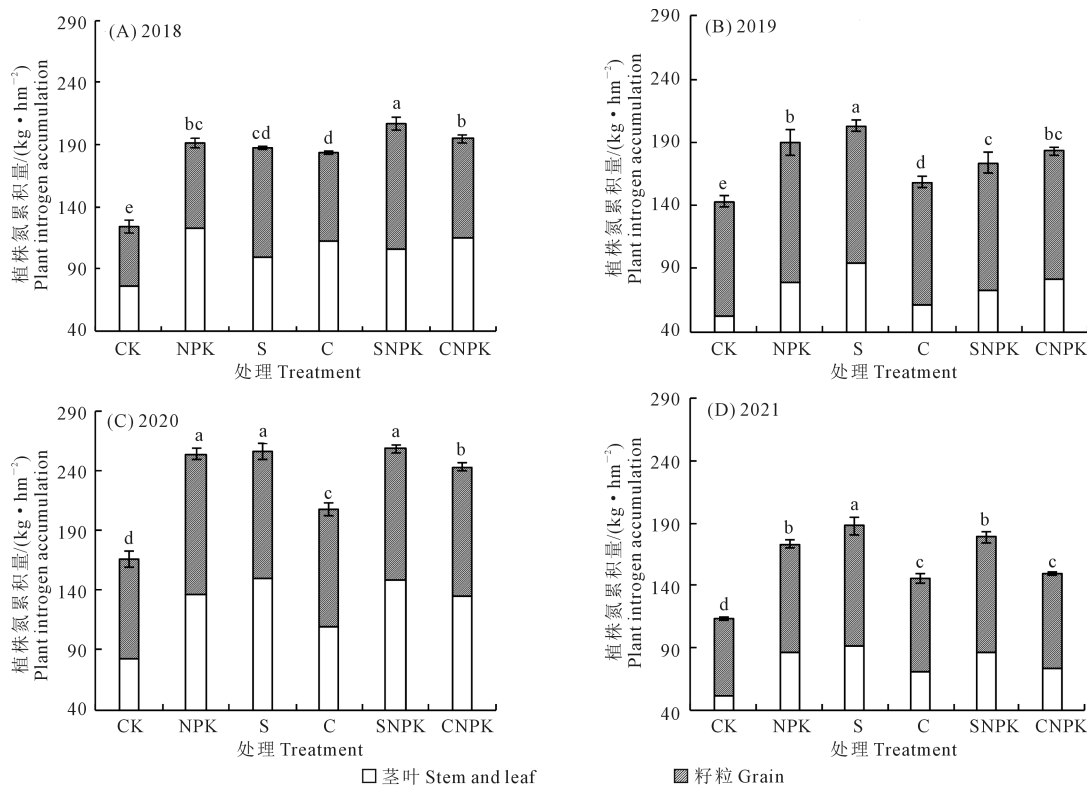 植株氮累积量/(kg·hm⁻²)
Plant introgen accumulation
290
240
190
140
90
40
(A) 2018
e
bc
cd
d
a
b
CK NPK S C SNPK CNPK
处理 Treatment
植株氮累积量/(kg·hm⁻²)
Plant introgen accumulation
290
240
190
140
90
40
(B) 2019
e
b
a
d
c
bc
CK NPK S C SNPK CNPK
处理 Treatment
植株氮累积量/(kg·hm⁻²)
Plant introgen accumulation
290
240
190
140
90
40
(C) 2020
d
a
a
c
a
b
CK NPK S C SNPK CNPK
处理 Treatment
植株氮累积量/(kg·hm⁻²)
Plant introgen accumulation
290
240
190
140
90
40
(D) 2021
d
b
a
c
b
c
CK NPK S C SNPK CNPK
处理 Treatment
茎叶 Stem and leaf
籽粒 Grain